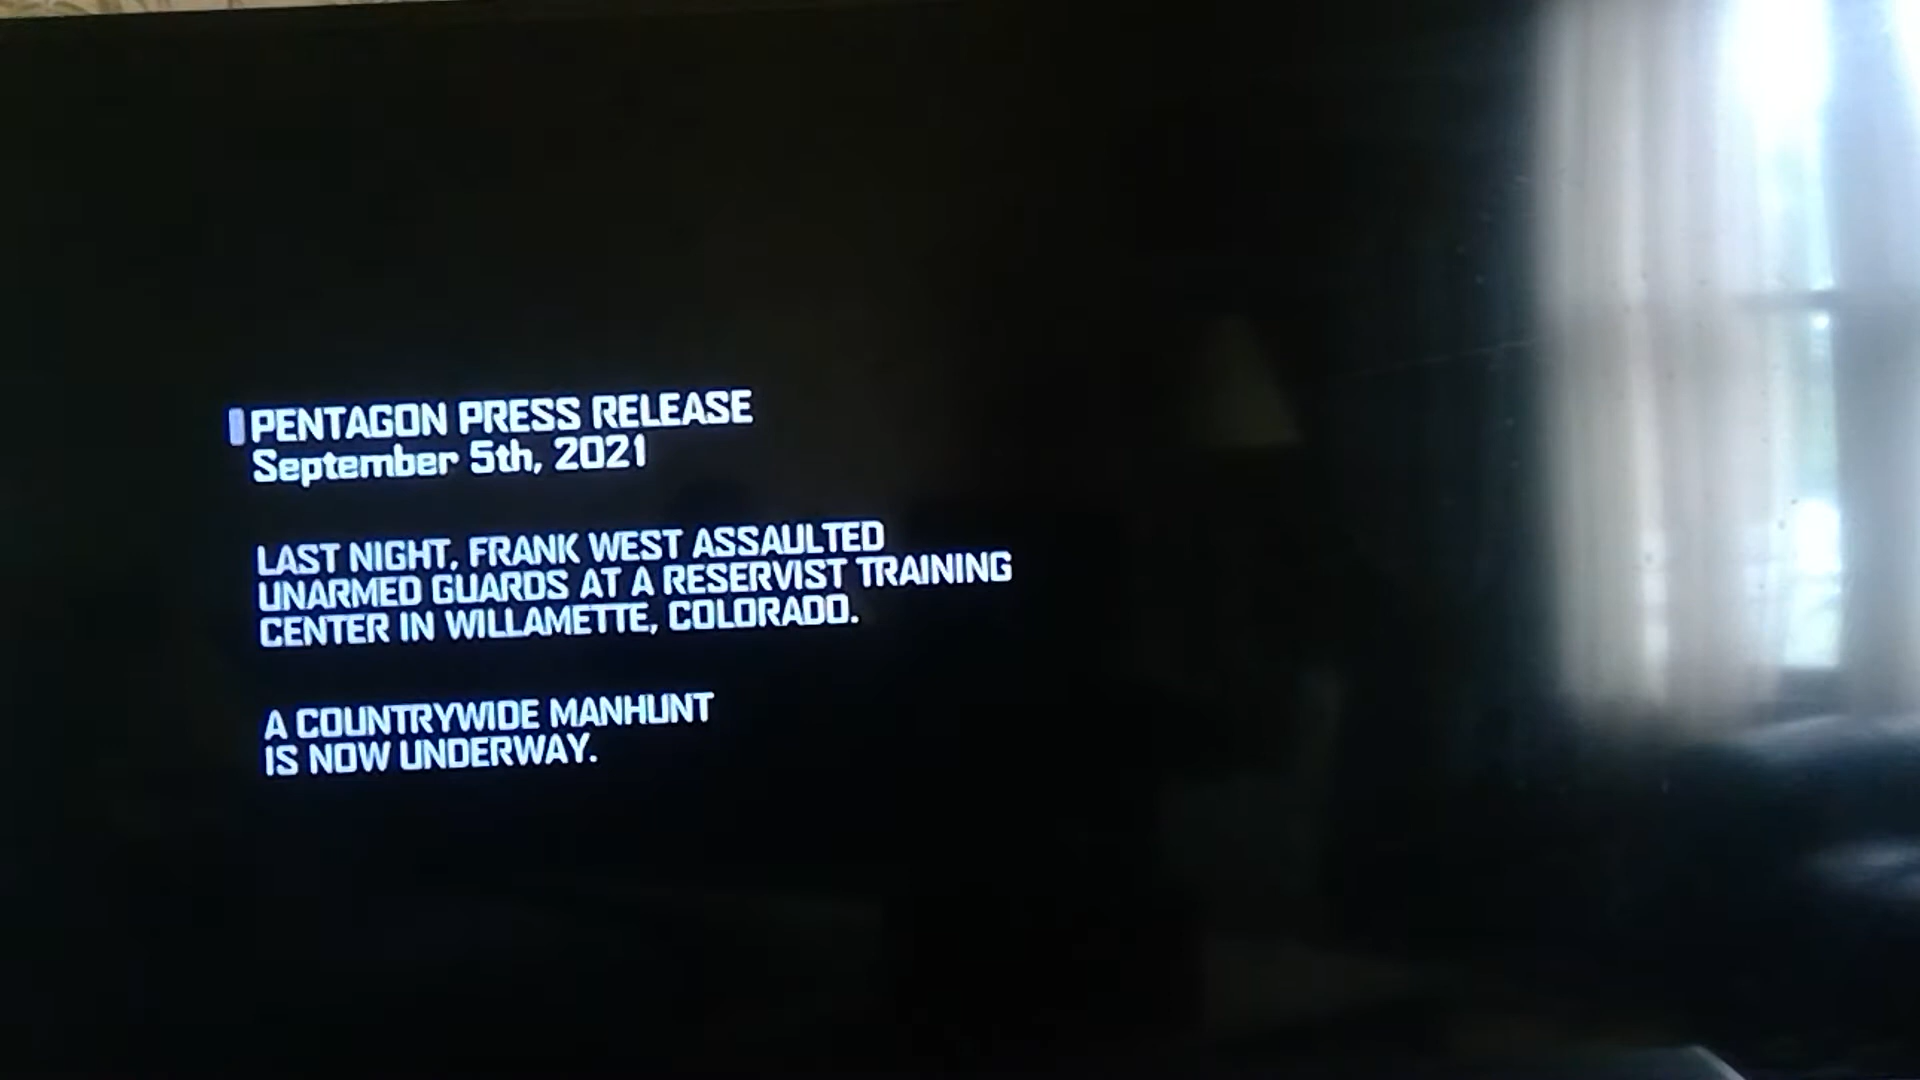 PENTAGON PRESS RELEASE
September 5th, 2021
LAST NIGHT, FRANK WEST ASSAULTED
UNARMED GUARDS AT A RESERVIST TRAINING
CENTER IN WILLAMETTE, COLORADO.
A COUNTRYWIDE MANHUNT
IS NOW UNDERWAY.